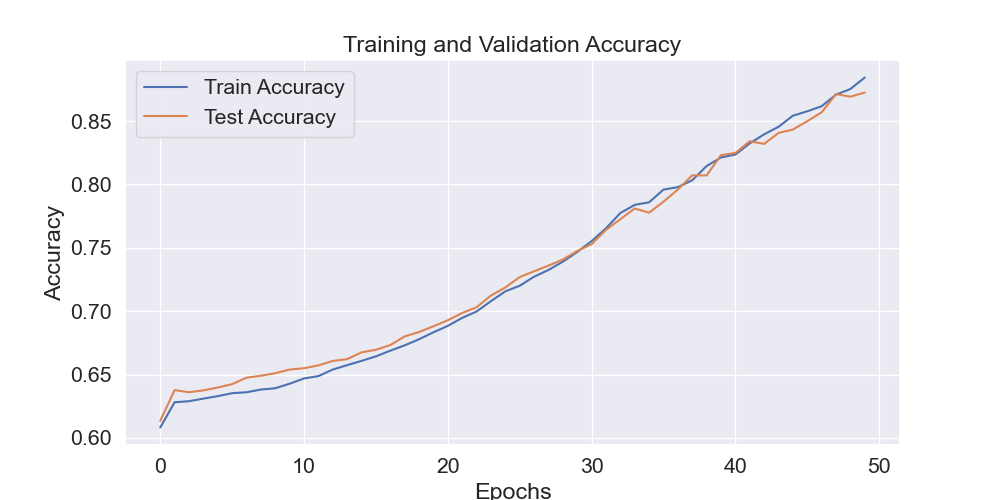 Training and Validation Accuracy
Train Accuracy
Test Accuracy
Accuracy
0.85
0.80
0.75
0.70
0.65
0.60
0 10 20 30 40 50
Epochs